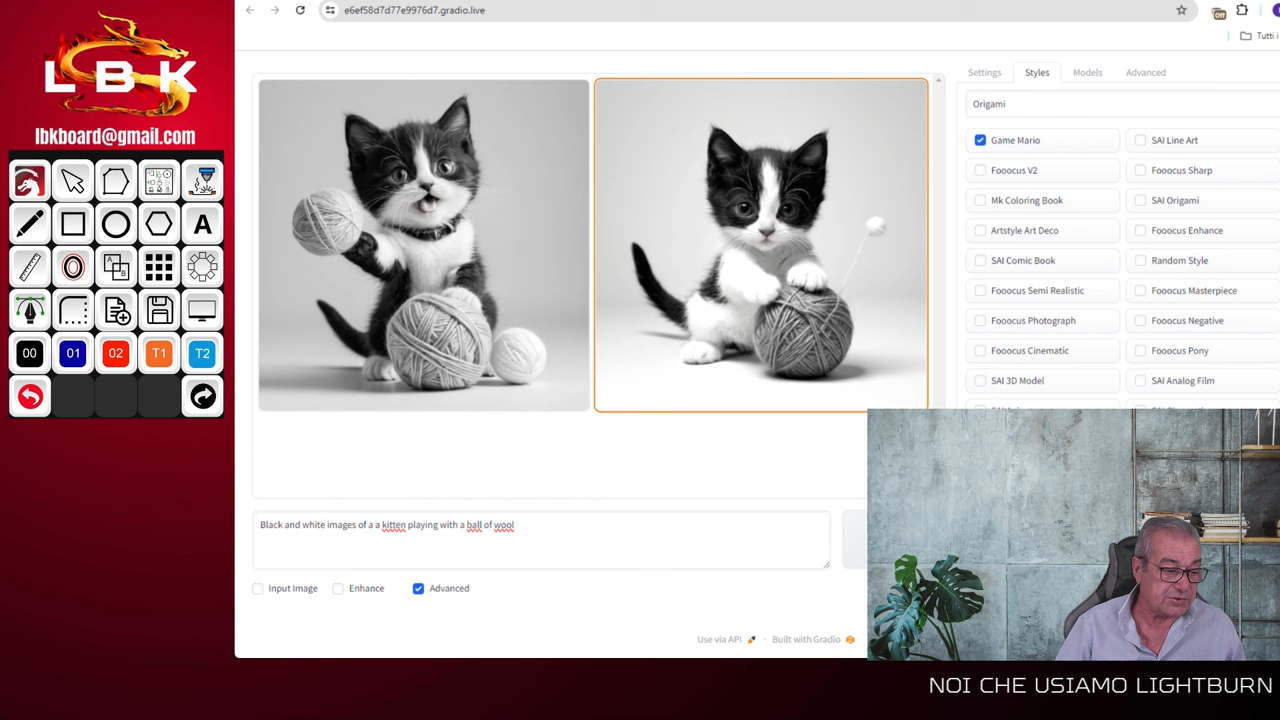 LBK
lbkboard@gmail.com
A
A
B
00
01
02
T1
T2
e6ef58d7d77e9976d7.gradio.live
Off
Tutti i
Settings
Styles
Models
Advanced
Origami
Game Mario
SAI Line Art
Fooocus V2
Fooocus Sharp
Mk Coloring Book
SAI Origami
Artstyle Art Deco
Fooocus Enhance
SAI Comic Book
Random Style
Fooocus Semi Realistic
Fooocus Masterpiece
Fooocus Photograph
Fooocus Negative
Fooocus Cinematic
Fooocus Pony
SAI 3D Model
SAI Analog Film
Black and white images of a a kitten playing with a ball of wool
Input Image
Enhance
Advanced
Use via API
·
Built with Gradio
NOI CHE USIAMO LIGHTBURN